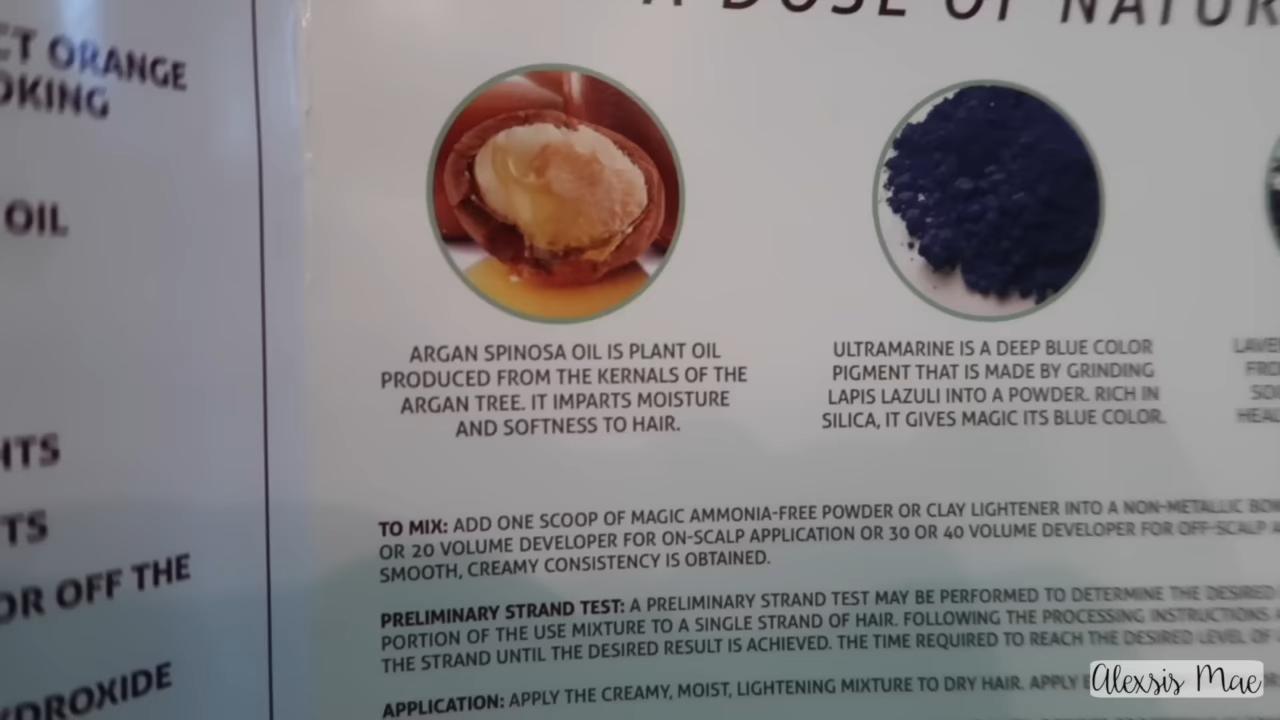 ORANGE
OIL
OR OFF THE
A DOSE OF
ARGAN SPINOSA OIL IS PLANT OIL
PRODUCED FROM THE KERNALS OF THE
ARGAN TREE. IT IMPARTS MOISTURE
AND SOFTNESS TO HAIR.
ULTRAMARINE IS A DEEP BLUE COLOR
PIGMENT THAT IS MADE BY GRINDING
LAPIS LAZULI INTO A POWDER. RICH IN
SILICA, IT GIVES MAGIC ITS BLUE COLOR.
TO MIX: ADD ONE SCOOP OF MAGIC AMMONIA-FREE POWDER OR CLAY LIGHTENER INTO A NON-METALLIC
OR 20 VOLUME DEVELOPER FOR ON-SCALP APPLICATION OR 30 OR 40 VOLUME DEVELOPER FOR OFF-SCALP
SMOOTH, CREAMY CONSISTENCY IS OBTAINED.
PRELIMINARY STRAND TEST: A PRELIMINARY STRAND TEST MAY BE PERFORMED TO DETERMINE THE DESIRED
PORTION OF THE USE MIXTURE TO A SINGLE STRAND OF HAIR. FOLLOWING THE PROCESSING INSTRUCTIONS
THE STRAND UNTIL THE DESIRED RESULT IS ACHIEVED. THE TIME REQUIRED TO REACH THE DESIRED LEVEL OF
APPLICATION: APPLY THE CREAMY, MOIST, LIGHTENING MIXTURE TO DRY HAIR. APPLY
Alexsis Mae